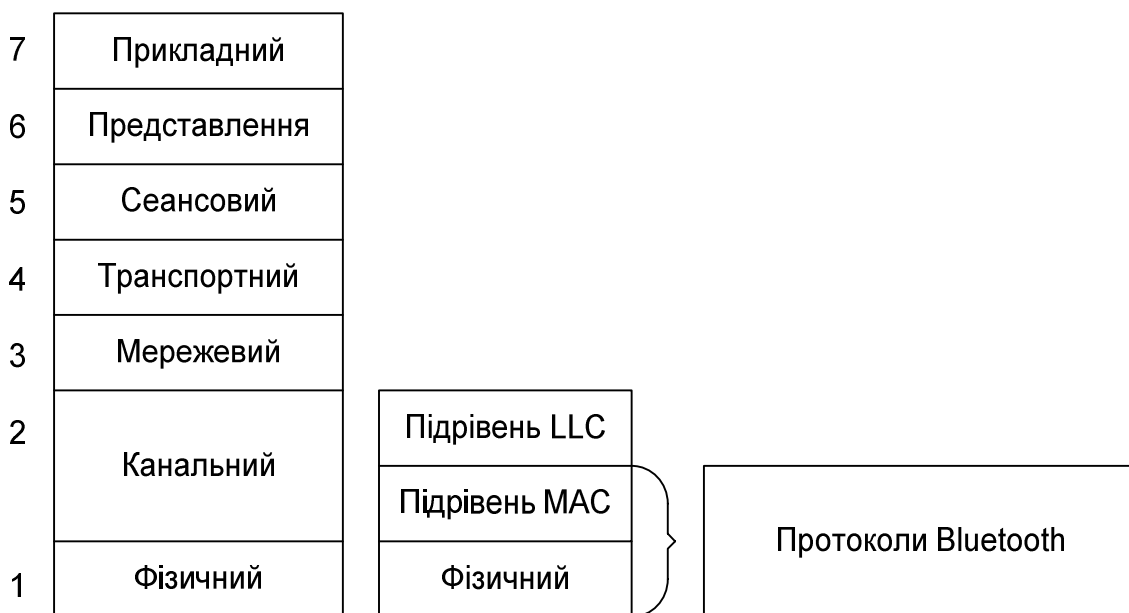 7 Прикладний
6 Представлення
5 Сеансовий
4 Транспортний
3 Мережевий
2 Підрівень LLC
Канальний
Підрівень MAC
Протоколи Bluetooth
1 Фізичний Фізичний